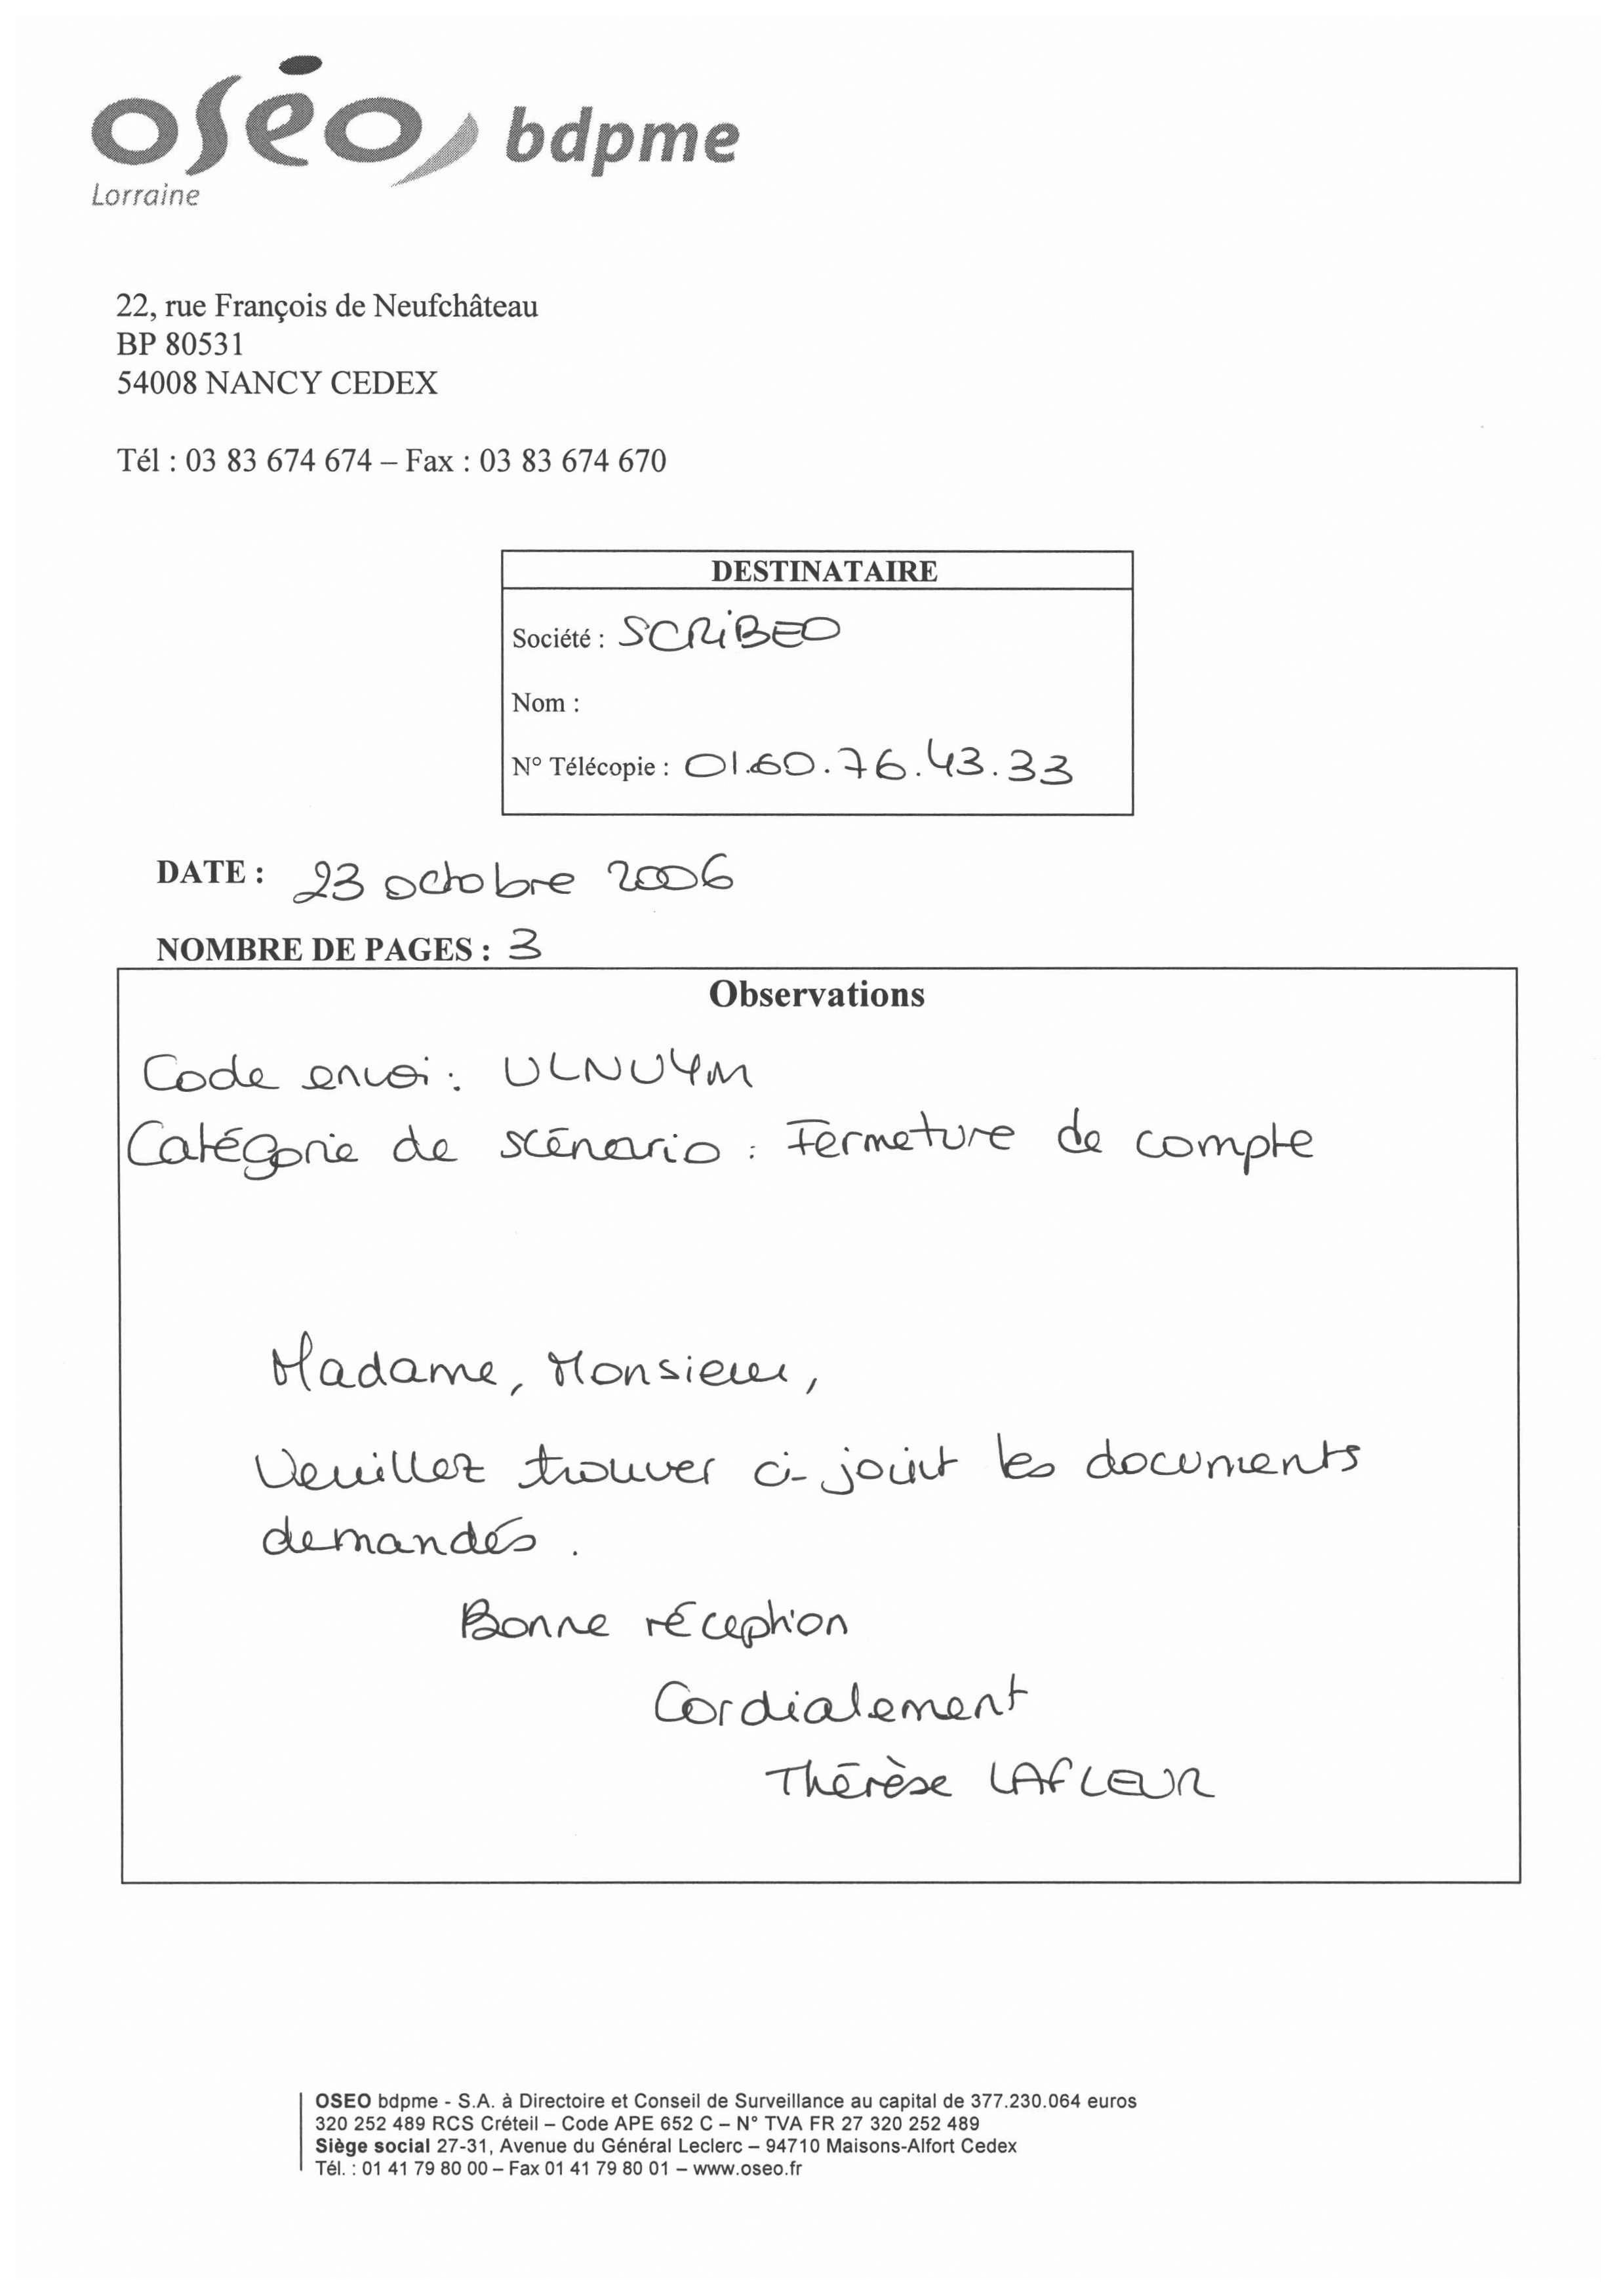 oséo bdpme
Lorraine
22, rue François de Neufchâteau
BP 80531
54008 NANCY CEDEX
Tél : 03 83 674 674 – Fax : 03 83 674 670
DESTINATAIRE
Société : SCRiBEO
Nom :
N° Télécopie : 01.60.76.43.33
DATE : 23 octobre 2006
NOMBRE DE PAGES : 3
Observations
Code envoi : ULNU4M
Catégorie de scénario : Fermeture de compte
Madame, Monsieur,
Veuillez trouver ci-joint les documents
demandés.
Bonne réception
Cordialement
Thérèse LAFLEUR
OSEO bdpme - S.A. à Directoire et Conseil de Surveillance au capital de 377.230.064 euros
320 252 489 RCS Créteil – Code APE 652 C – N° TVA FR 27 320 252 489
Siège social 27-31, Avenue du Général Leclerc – 94710 Maisons-Alfort Cedex
Tél. : 01 41 79 80 00 – Fax 01 41 79 80 01 – www.oseo.fr